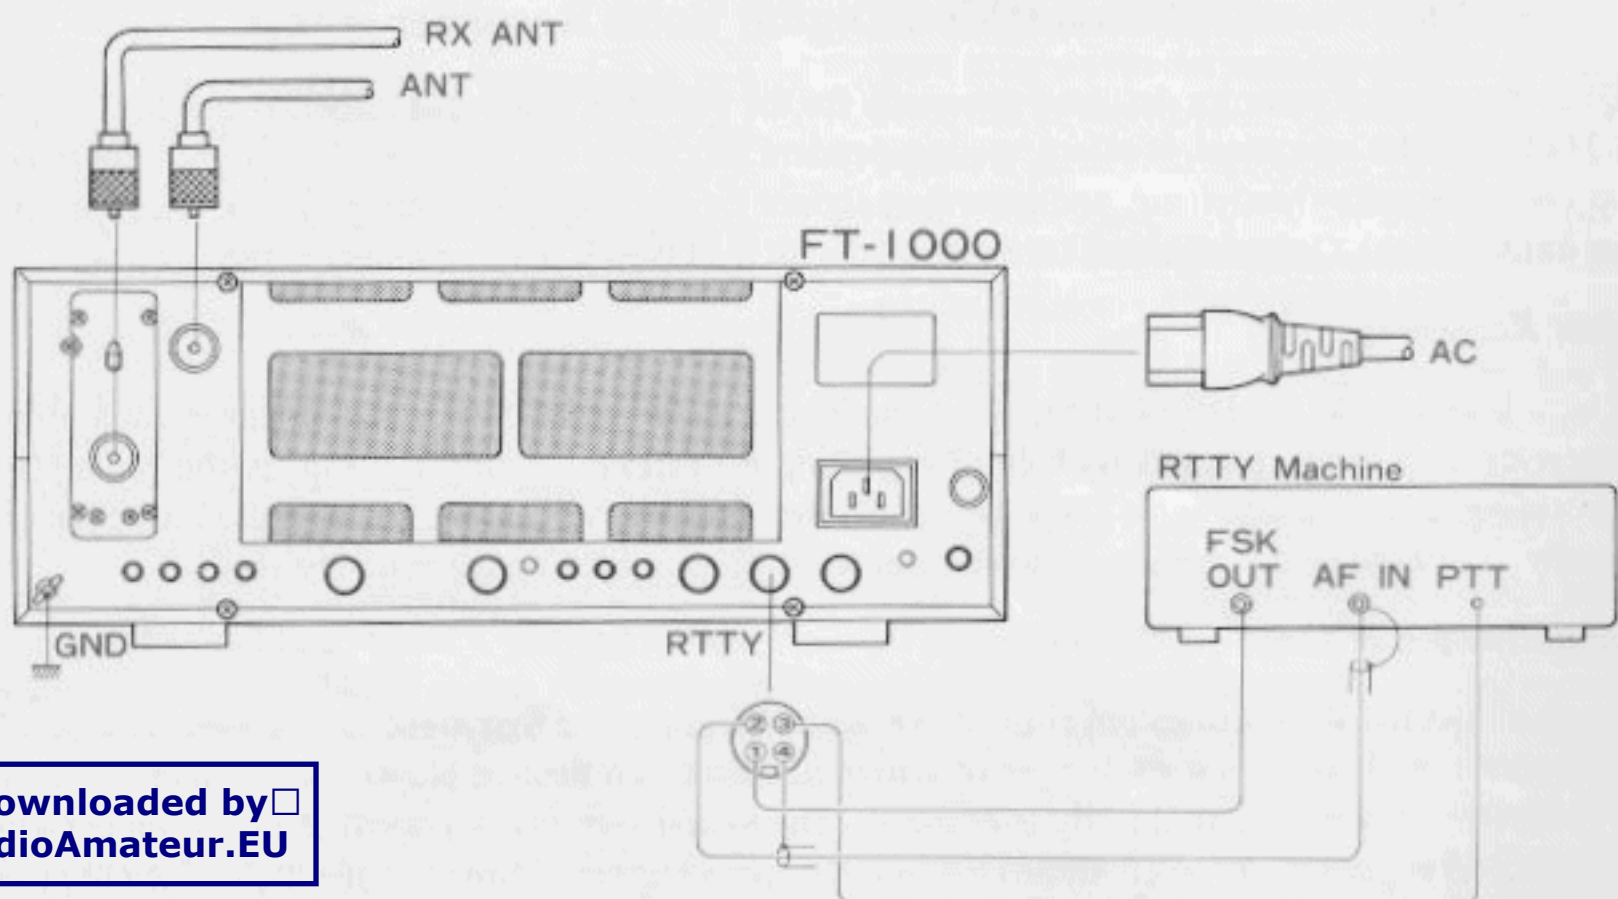 RX ANT
ANT
FT-1000
AC
RTTY Machine
FSK
OUT AF IN PTT
GND
RTTY
2 3
1 4
ownloaded by□
dioAmateur.EU